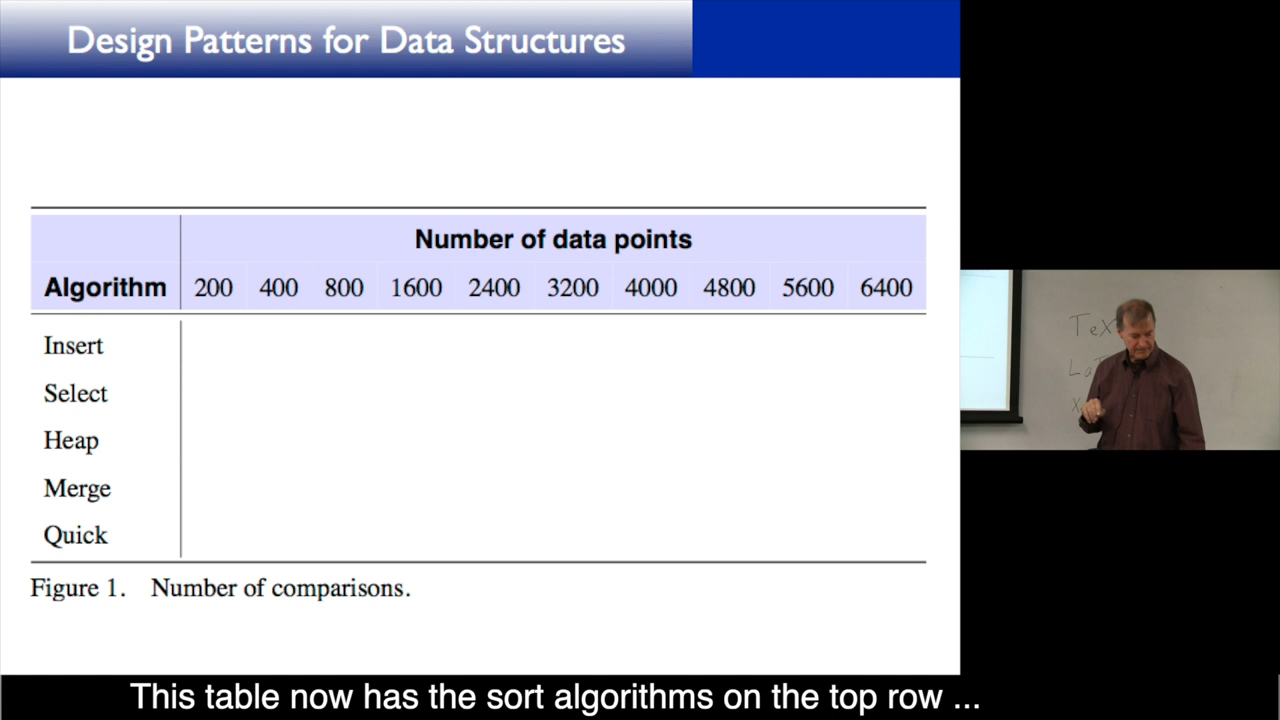 Design Patterns for Data Structures
Number of data points
Algorithm 200 400 800 1600 2400 3200 4000 4800 5600 6400
Insert
Select
Heap
Merge
Quick
Figure 1. Number of comparisons.
TeX
This table now has the sort algorithms on the top row ...